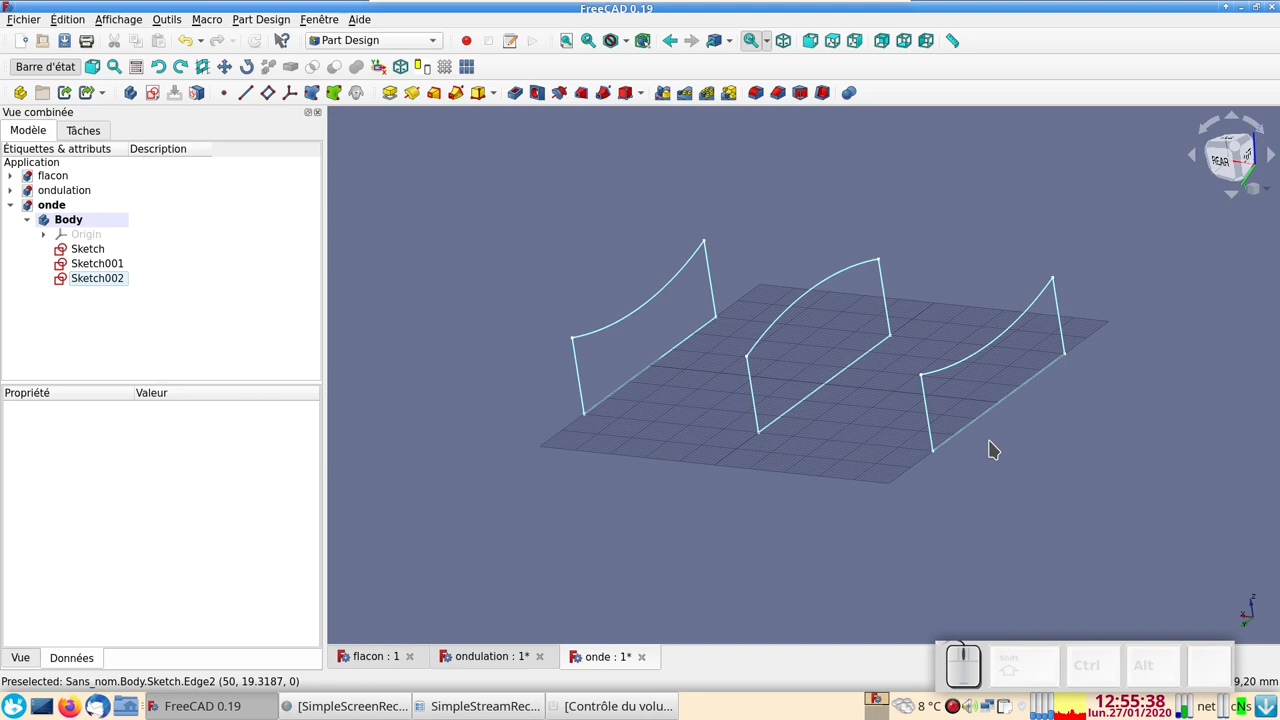 FreeCAD 0.19
Fichier Édition Affichage Outils Macro Part Design Fenêtre Aide
Part Design
Barre d'état
Vue combinée
Modèle Tâches
Étiquettes & attributs Description
Application
flacon
ondulation
onde
Body
Origin
Sketch
Sketch001
Sketch002
REAR
Propriété Valeur
Z
X
Y
Vue Données
flacon : 1 ondulation : 1* onde : 1*
Shift Ctrl Alt
Preselected: Sans_nom.Body.Sketch.Edge2 (50, 19.3187, 0)
9,20 mm
FreeCAD 0.19 [SimpleScreenRec... SimpleStreamRec... [Contrôle du volu...
8 °C net
12:55:38
lun.27/01/2020